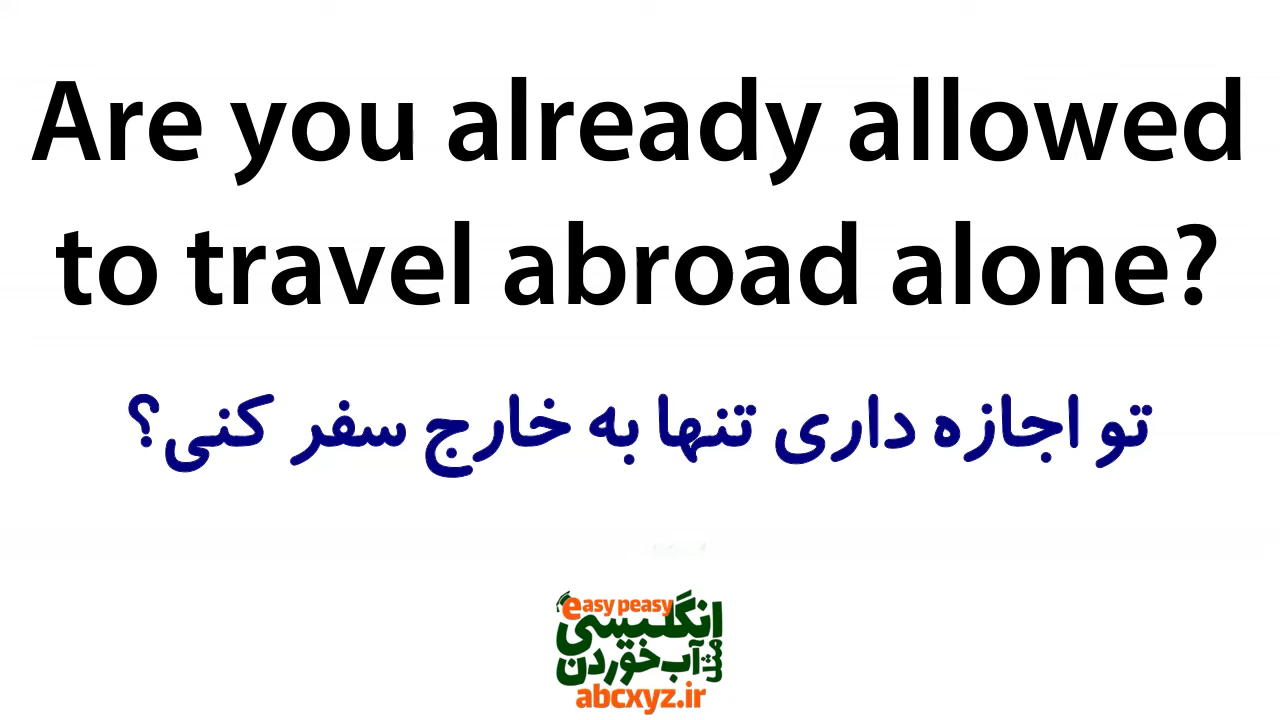 Are you already allowed
to travel abroad alone?
تو اجازه داری تنها به خارج سفر کنی؟
easy peasy
انگلیسی
مثل آب خوردن
abcxyz.ir